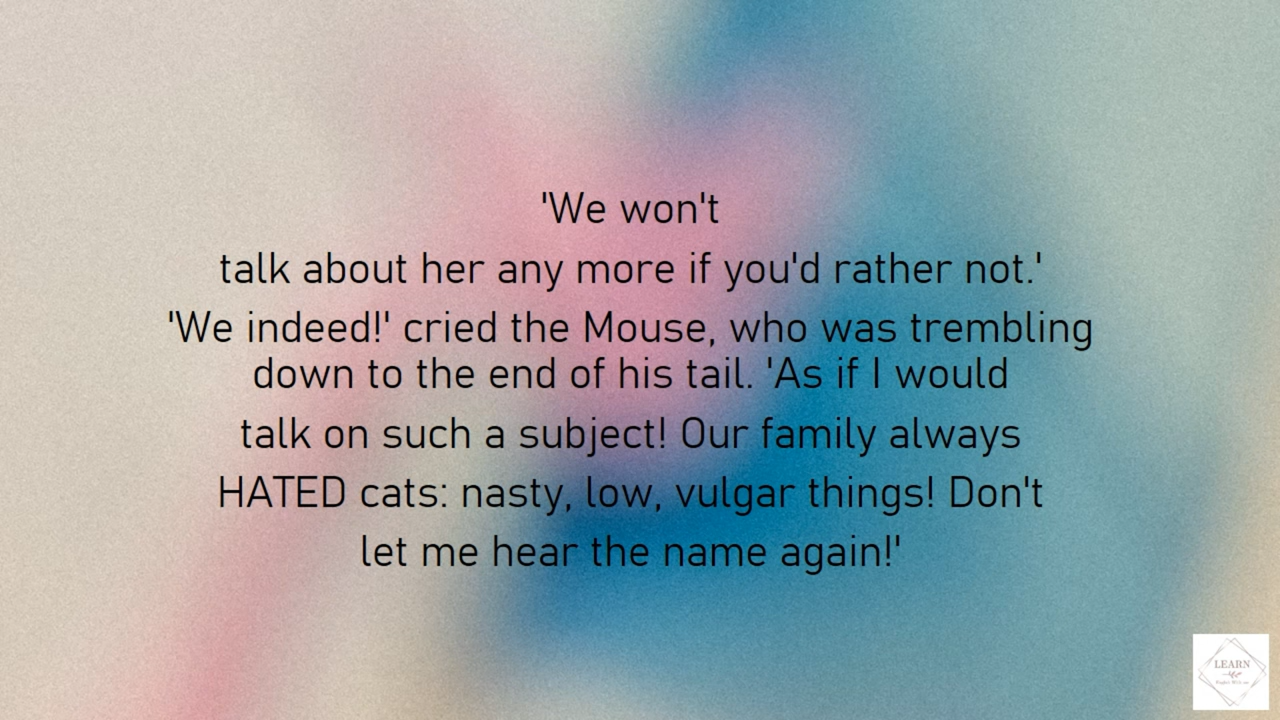 'We won't
talk about her any more if you'd rather not.'
'We indeed!' cried the Mouse, who was trembling
down to the end of his tail. 'As if I would
talk on such a subject! Our family always
HATED cats: nasty, low, vulgar things! Don't
let me hear the name again!'
LEARN